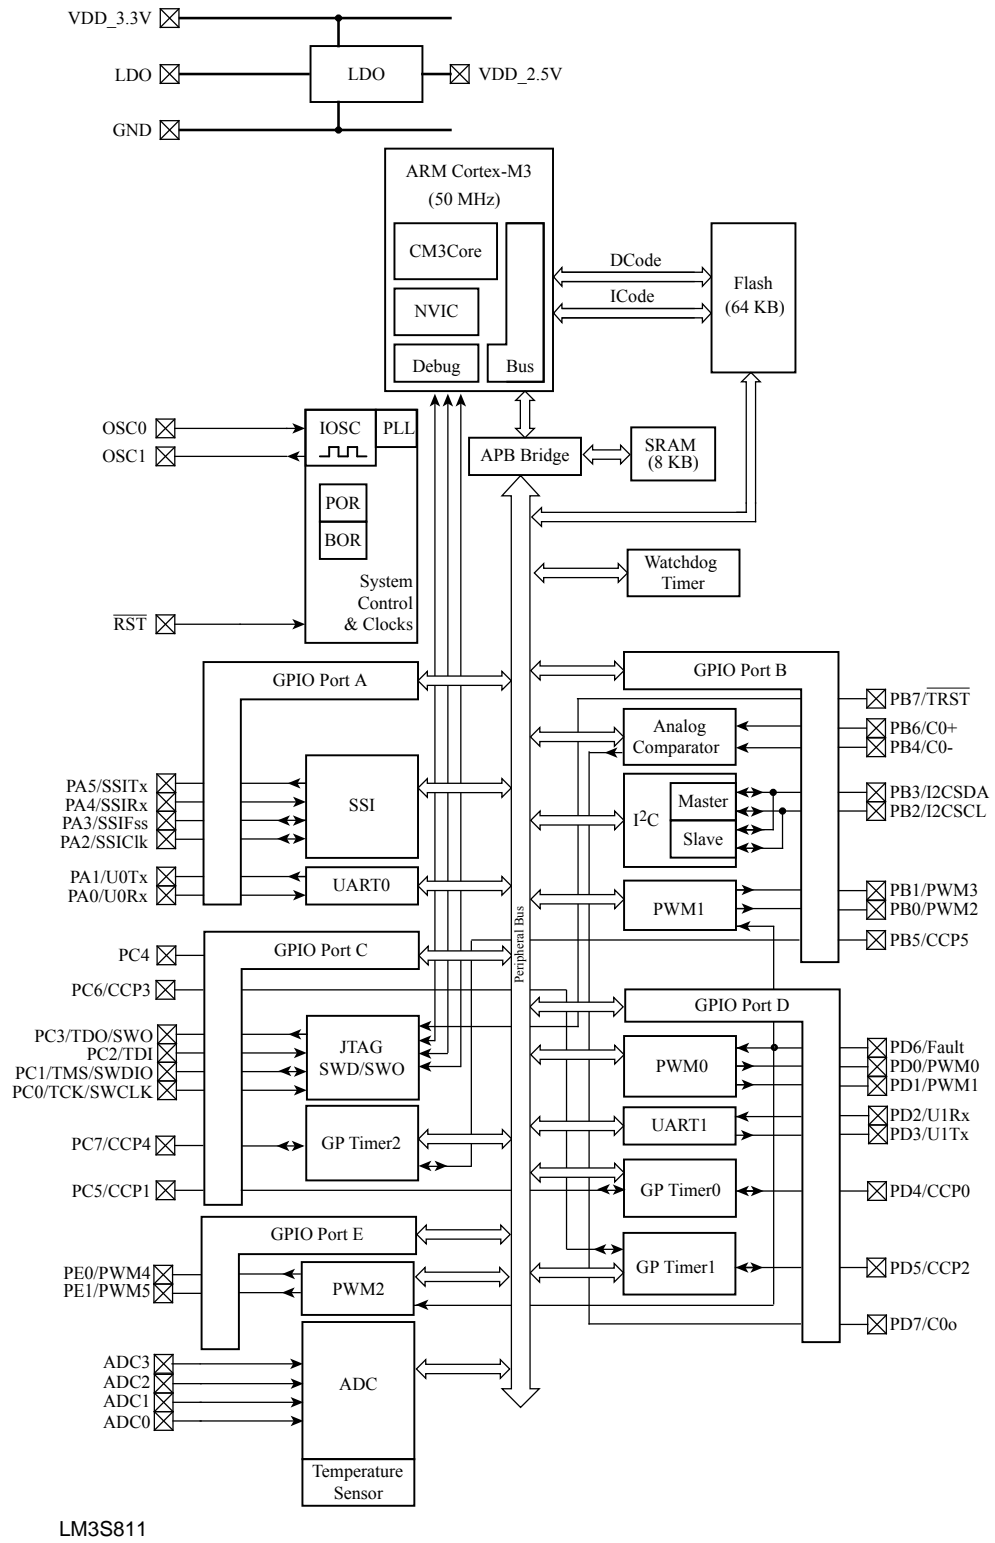 VDD_3.3V
LDO
LDO
VDD_2.5V
GND
ARM Cortex-M3
(50 MHz)
CM3Core
NVIC
Debug
Bus
DCode
ICode
Flash
(64 KB)
OSC0
OSC1
IOSC
PLL
POR
BOR
System
Control
& Clocks
RST
APB Bridge
SRAM
(8 KB)
Watchdog
Timer
Peripheral Bus
GPIO Port A
PA5/SSITx
PA4/SSIRx
PA3/SSIFss
PA2/SSIClk
SSI
PA1/U0Tx
PA0/U0Rx
UART0
GPIO Port B
PB7/TRST
Analog
Comparator
PB6/C0+
PB4/C0-
I²C
Master
Slave
PB3/I2CSDA
PB2/I2CSCL
PWM1
PB1/PWM3
PB0/PWM2
PB5/CCP5
GPIO Port C
PC4
PC6/CCP3
PC3/TDO/SWO
PC2/TDI
PC1/TMS/SWDIO
PC0/TCK/SWCLK
JTAG
SWD/SWO
PC7/CCP4
GP Timer2
PC5/CCP1
GPIO Port D
PWM0
PD6/Fault
PD0/PWM0
PD1/PWM1
UART1
PD2/U1Rx
PD3/U1Tx
GP Timer0
PD4/CCP0
GP Timer1
PD5/CCP2
PD7/C0o
GPIO Port E
PE0/PWM4
PE1/PWM5
PWM2
ADC3
ADC2
ADC1
ADC0
ADC
Temperature
Sensor
LM3S811